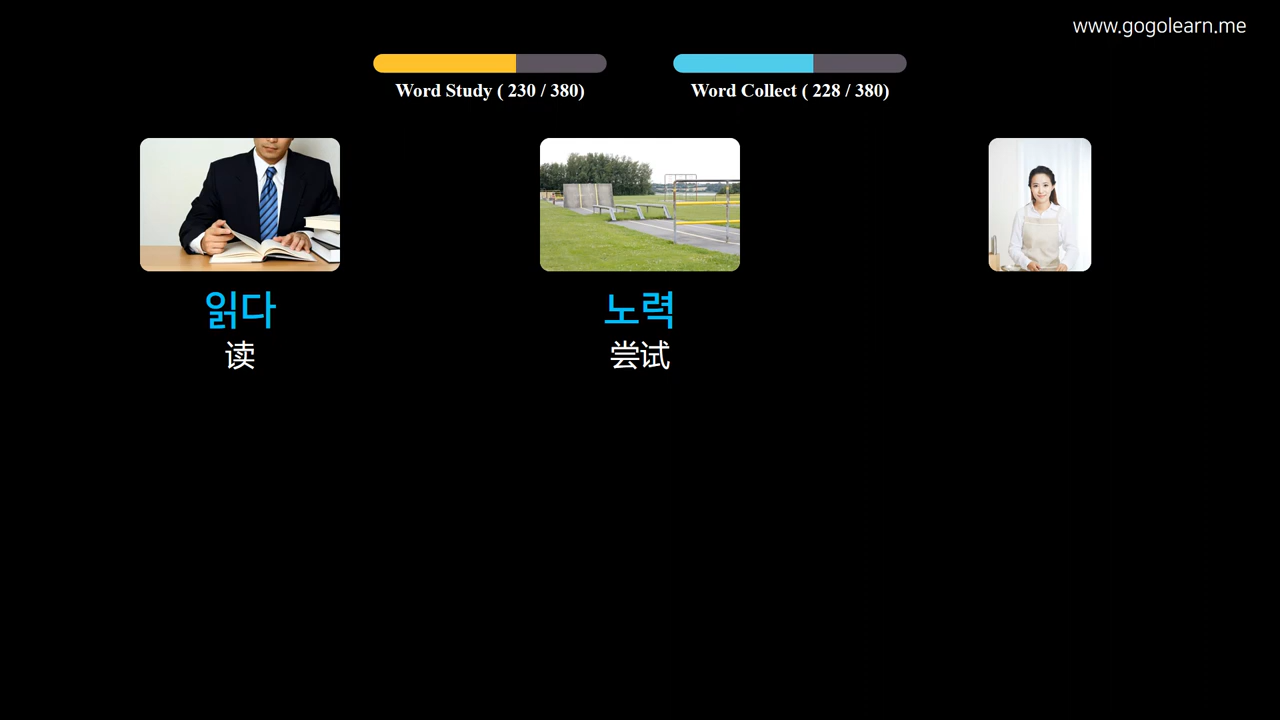 www.gogolearn.me
Word Study ( 230 / 380)
Word Collect ( 228 / 380)
읽다
读
노력
尝试